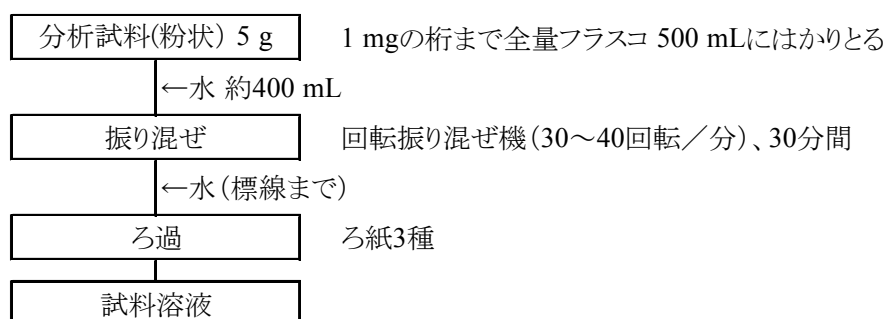 分析試料(粉状) 5 g 1 mgの桁まで全量フラスコ 500 mLにはかりとる
←水 約400 mL
振り混ぜ 回転振り混ぜ機(30～40回転／分)、30分間
←水(標線まで)
ろ過 ろ紙3種
試料溶液